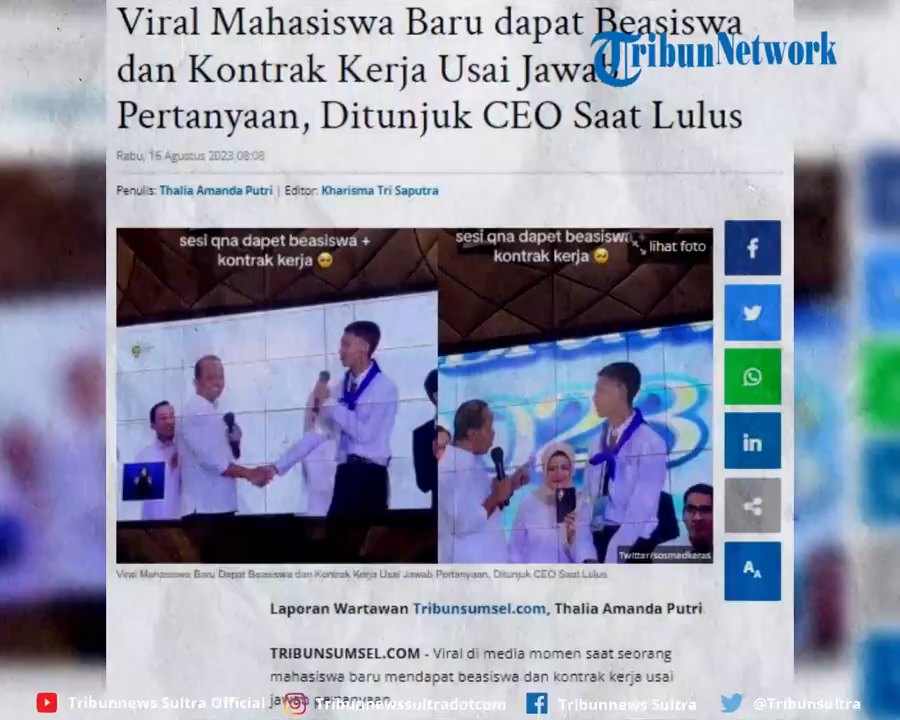 Viral Mahasiswa Baru dapat Beasiswa
dan Kontrak Kerja Usai Jawab
Pertanyaan, Ditunjuk CEO Saat Lulus
TribunNetwork
Rabu, 16 Agustus 2023 08:08
Penulis: Thalia Amanda Putri | Editor: Kharisma Tri Saputra
sesi qna dapet beasiswa +
kontrak kerja 🥺
sesi qna dapet beasiswa
kontrak kerja 🥺
lihat foto
2023
Twitter/sosmedkeras
Viral Mahasiswa Baru Dapat Beasiswa dan Kontrak Kerja Usai Jawab Pertanyaan, Ditunjuk CEO Saat Lulus
AA
Laporan Wartawan Tribunsumsel.com, Thalia Amanda Putri
TRIBUNSUMSEL.COM - Viral di media momen saat seorang
mahasiswa baru mendapat beasiswa dan kontrak kerja usai
jawab pertanyaan
Tribunnews Sultra Official
Tribunnewssultradotcom
Tribunnews Sultra
@Tribunsultra